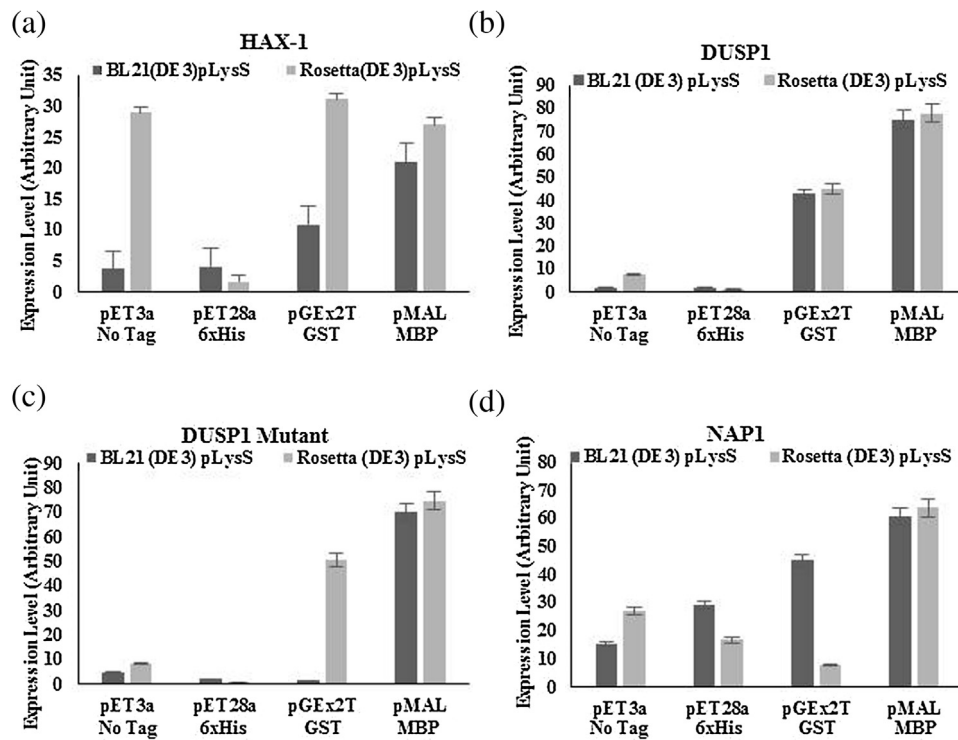 (a)
HAX-1
BL21(DE3)pLysS Rosetta(DE3)pLysS
Expression Level (Arbitrary Unit)
35
30
25
20
15
10
5
0
pET3a pET28a pGEx2T pMAL
No Tag 6xHis GST MBP
(b)
DUSP1
BL21 (DE3) pLysS Rosetta (DE3) pLysS
Expression Level (Arbitrary Unit)
90
80
70
60
50
40
30
20
10
0
pET3a pET28a pGEx2T pMAL
No Tag 6xHis GST MBP
(c)
DUSP1 Mutant
BL21 (DE3) pLysS Rosetta (DE3) pLysS
Expression Level (Arbitrary Unit)
90
80
70
60
50
40
30
20
10
0
pET3a pET28a pGEx2T pMAL
No Tag 6xHis GST MBP
(d)
NAP1
BL21 (DE3) pLysS Rosetta (DE3) pLysS
Expression Level (Arbitrary Unit)
80
70
60
50
40
30
20
10
0
pET3a pET28a pGEx2T pMAL
No Tag 6xHis GST MBP